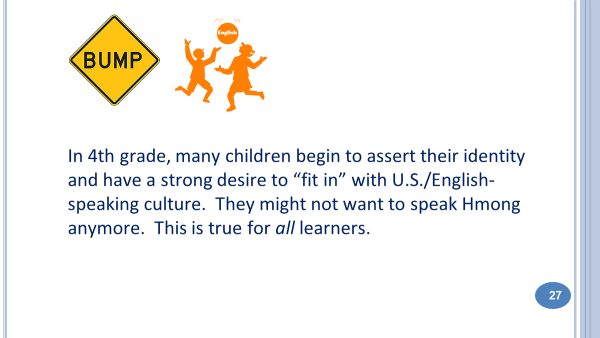 BUMP
English
In 4th grade, many children begin to assert their identity
and have a strong desire to “fit in” with U.S./English-
speaking culture.  They might not want to speak Hmong
anymore.  This is true for all learners.
27